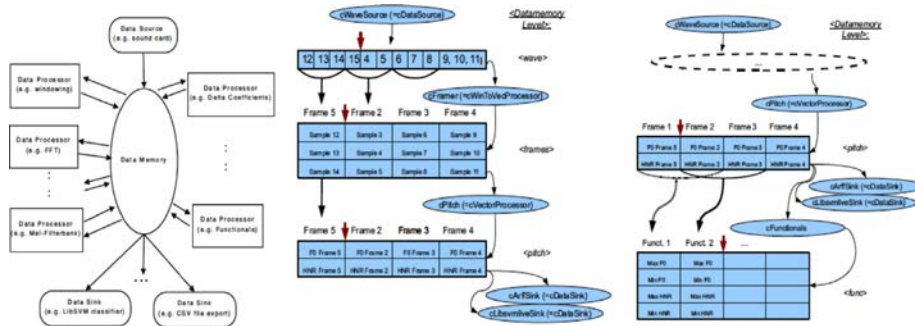 Data Source
(e.g. sound card)
Data Processor
(e.g. windowing)
Data Processor
(e.g. Delta Coefficients)
Data Processor
(e.g. FFT)
Data Memory
Data Processor
(e.g. Mel-Filterbank)
Data Processor
(e.g. Functionals)
...
Data Sink
(e.g. LibSVM classifier)
Data Sink
(e.g. CSV file export)
cWaveSource (=cDataSource)
<Datamemory
Level>:
12 13 14 15 4 5 6 7 8 9, 10, 11
<wave>
cFramer (=cWinToVecProcessor)
Frame 5 Frame 2 Frame 3 Frame 4
Sample 12 Sample 3 Sample 6 Sample 9
Sample 13 Sample 4 Sample 7 Sample 10
Sample 14 Sample 5 Sample 8 Sample 11
<frames>
cPitch (=cVectorProcessor)
Frame 5 Frame 2 Frame 3 Frame 4
F0 Frame 5 F0 Frame 2 F0 Frame 3 F0 Frame 4
HNR Frame 5 HNR Frame 2 HNR Frame 3 HNR Frame 4
<pitch>
cArffSink (=cDataSink)
cLibsvmliveSink (=cDataSink)
cWaveSource (=cDataSource)
<Datamemory
Level>:
...
cPitch (=cVectorProcessor)
Frame 1 Frame 2 Frame 3 Frame 4
F0 Frame 5 F0 Frame 2 F0 Frame 3 F0 Frame 4
HNR Frame 5 HNR Frame 2 HNR Frame 3 HNR Frame 4
<pitch>
cArffSink (=cDataSink)
cLibsvmliveSink (=cDataSink)
cFunctionals
Funct. 1 Funct. 2 ...
Max F0 Max F0
Min F0 Min F0
Max HNR Max HNR
Min HNR Min HNR
<func>